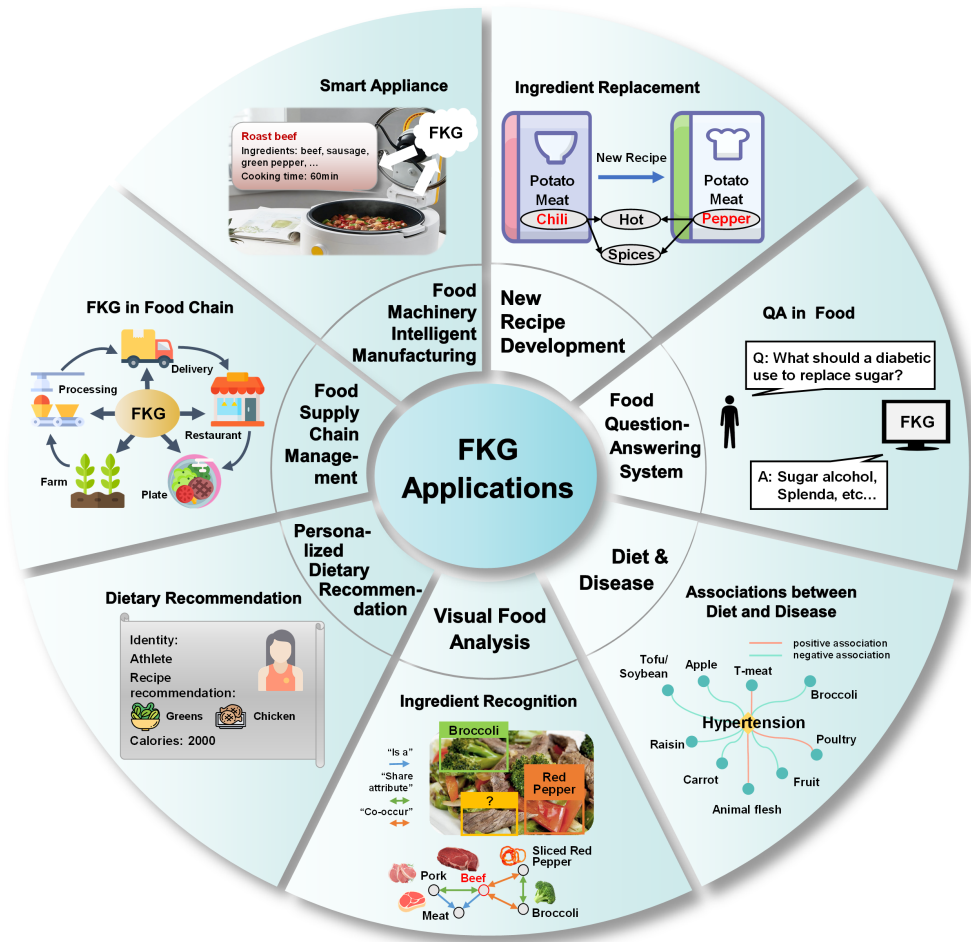 FKG
Applications
New
Recipe
Development
Ingredient Replacement
Potato
Meat
Chili
New Recipe
Potato
Meat
Pepper
Hot
Spices
Food
Question-
Answering
System
QA in Food
Q: What should a diabetic
use to replace sugar?
FKG
A: Sugar alcohol,
Splenda, etc...
Diet &
Disease
Associations between
Diet and Disease
positive association
negative association
Tofu/
Soybean
Apple
T-meat
Broccoli
Hypertension
Raisin
Poultry
Carrot
Fruit
Animal flesh
Visual Food
Analysis
Ingredient Recognition
"Is a"
"Share
attribute"
"Co-occur"
Broccoli
Red
Pepper
?
Sliced Red
Pepper
Pork
Beef
Meat
Broccoli
Persona-
lized
Dietary
Recommen-
dation
Dietary Recommendation
Identity:
Athlete
Recipe
recommendation:
Greens
Chicken
Calories: 2000
Food
Supply
Chain
Manage-
ment
FKG in Food Chain
Delivery
Processing
FKG
Restaurant
Farm
Plate
Food
Machinery
Intelligent
Manufacturing
Smart Appliance
Roast beef
Ingredients: beef, sausage,
green pepper, ...
Cooking time: 60min
FKG